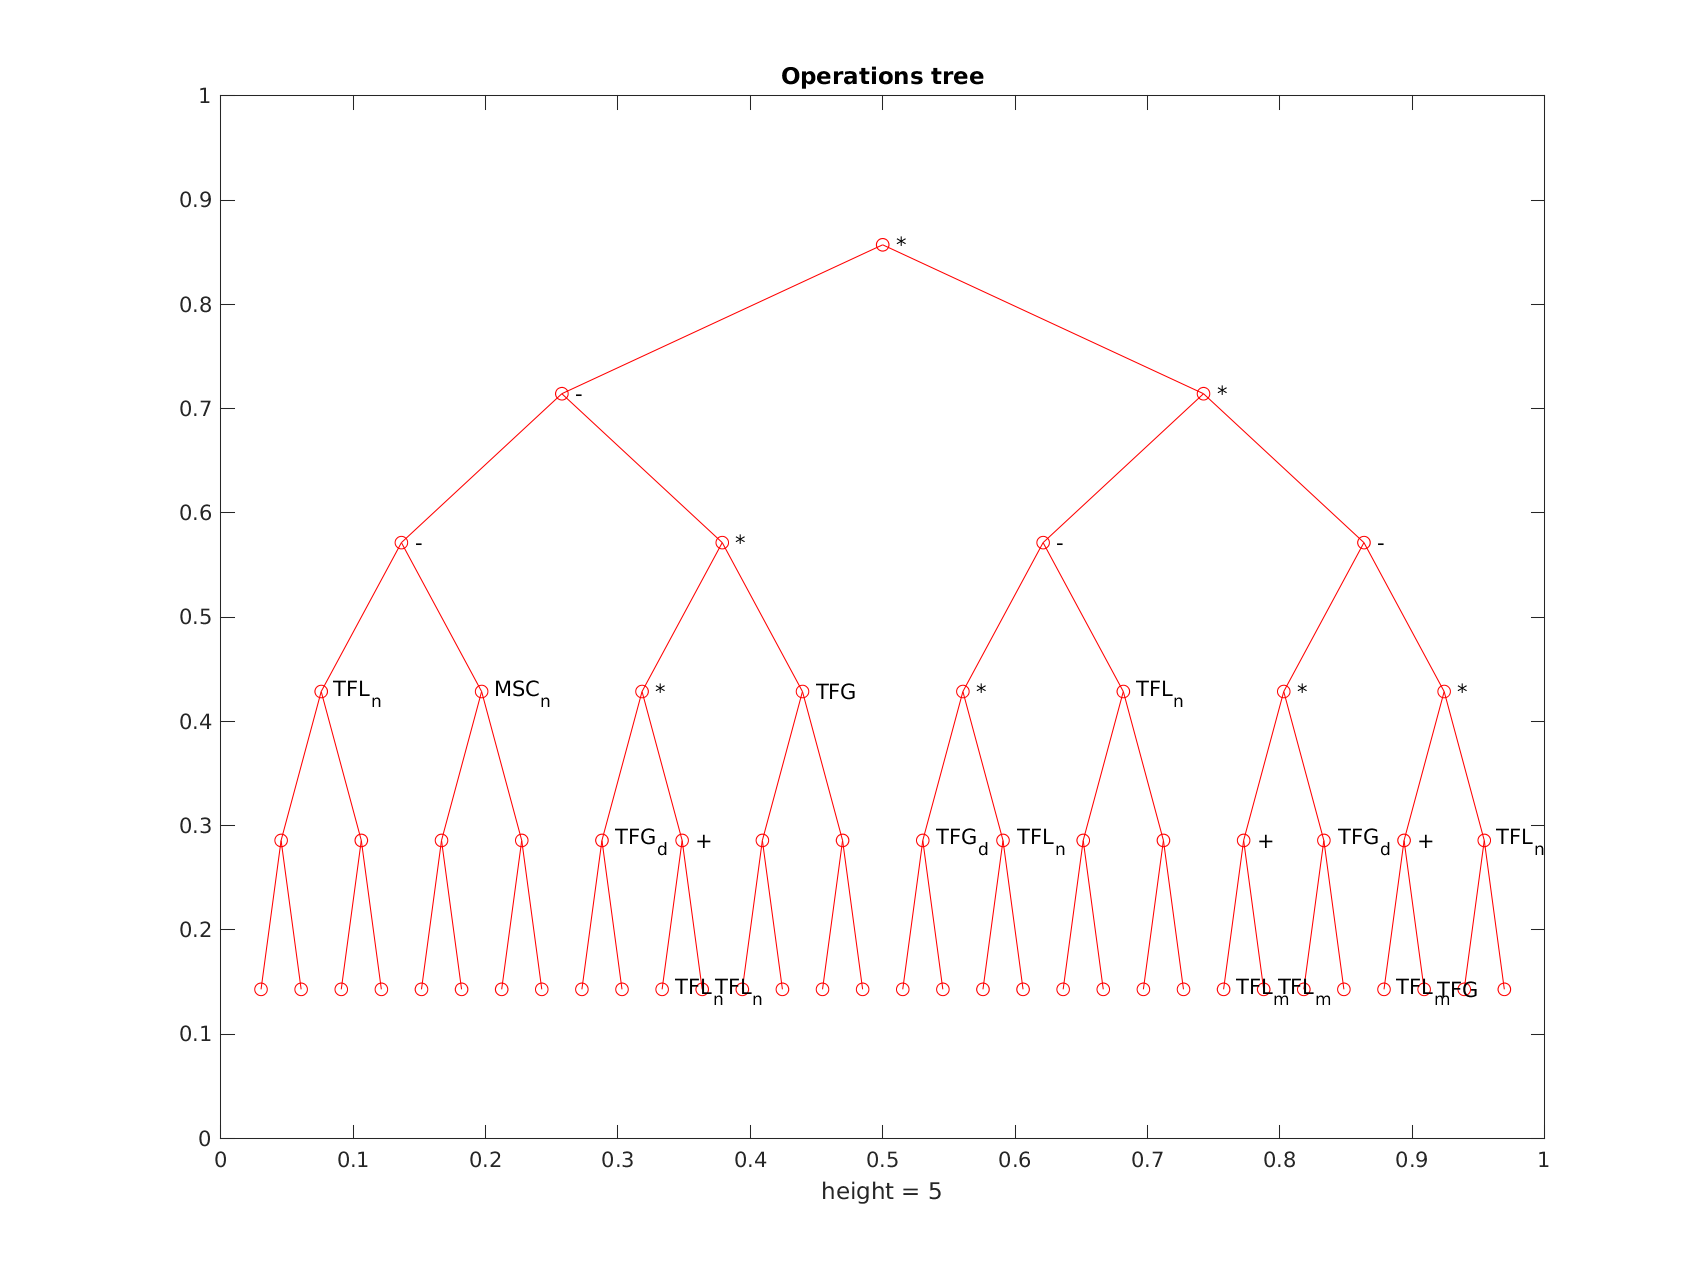 Operations tree
1
0.9
*
0.8
- *
0.7
0.6
- * - -
0.5
TFL_n MSC_n * TFG * TFL_n * *
0.4
0.3
TFG_d + TFG_d TFL_n + TFG_d + TFL_n
0.2
TFL_n TFL_n TFL_m TFL_m TFL_m TFG
0.1
0
0 0.1 0.2 0.3 0.4 0.5 0.6 0.7 0.8 0.9 1
height = 5